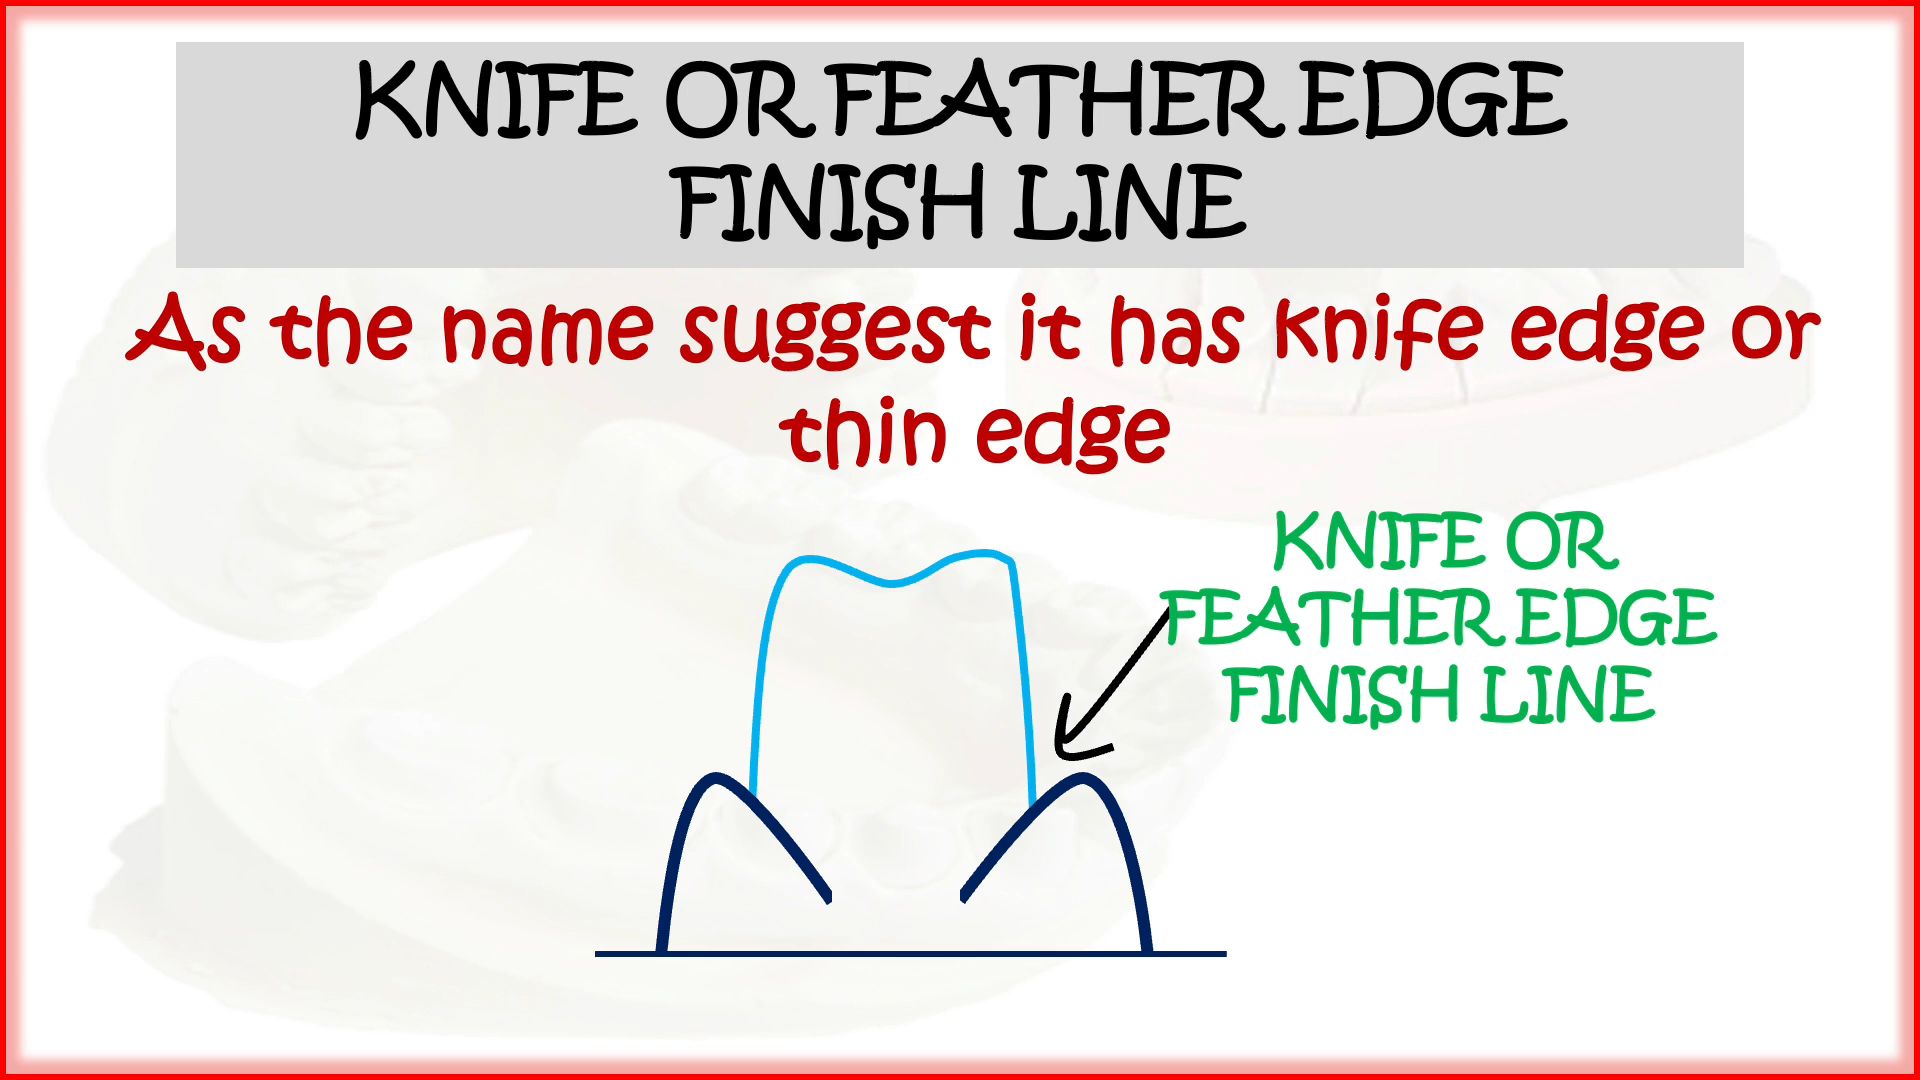 KNIFE OR FEATHER EDGE
FINISH LINE
As the name suggest it has knife edge or
thin edge
KNIFE OR
FEATHER EDGE
FINISH LINE